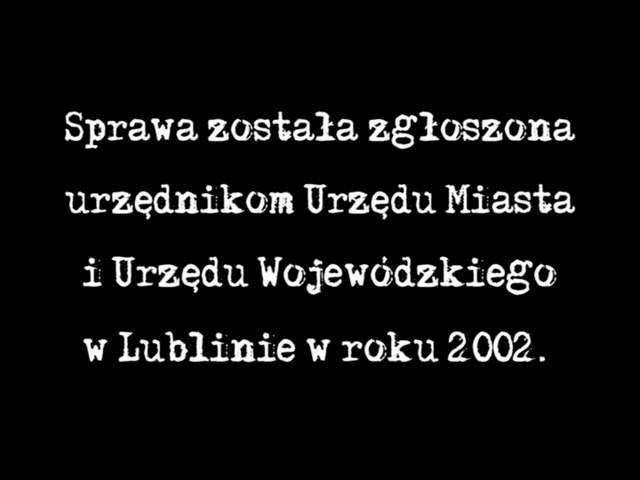 Sprawa została zgłoszona
urzędnikom Urzędu Miasta
i Urzędu Wojewódzkiego
w Lublinie w roku 2002.